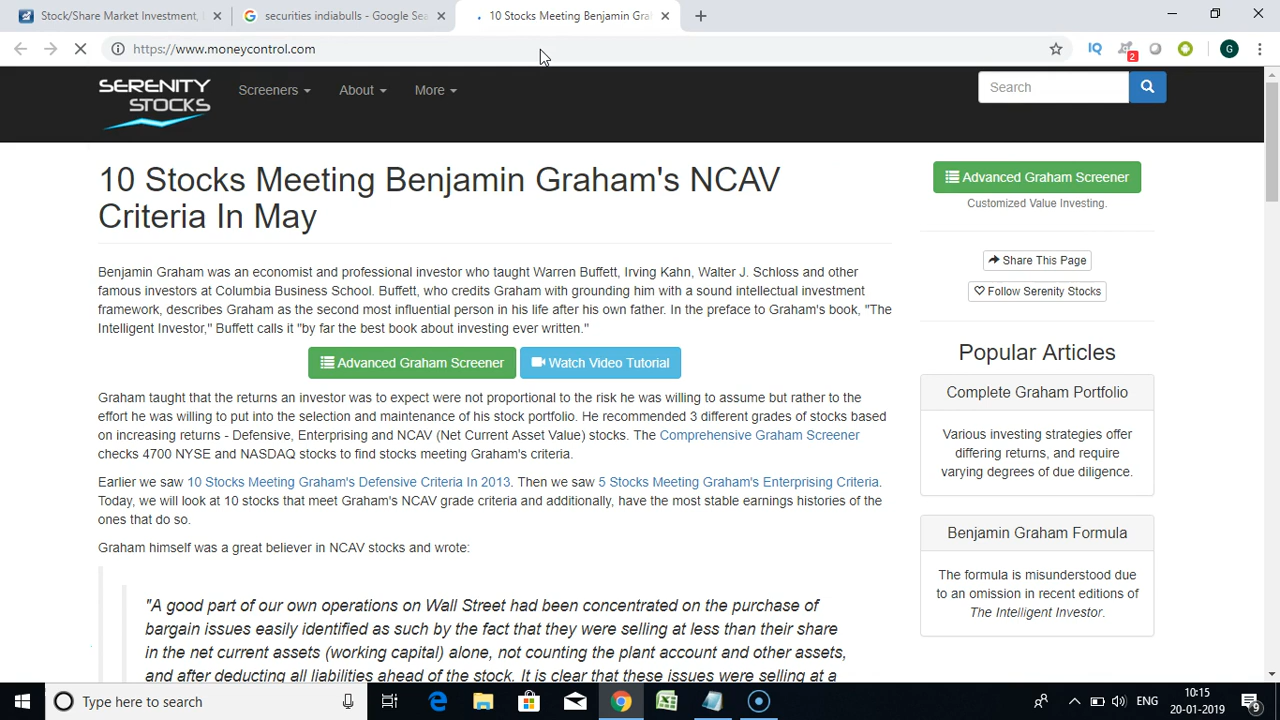 Stock/Share Market Investment,
securities indiabulls - Google Sea
10 Stocks Meeting Benjamin Gra
https://www.moneycontrol.com
IQ
2
G
SERENITY
STOCKS
Screeners
About
More
Search
10 Stocks Meeting Benjamin Graham's NCAV
Criteria In May
Benjamin Graham was an economist and professional investor who taught Warren Buffett, Irving Kahn, Walter J. Schloss and other
famous investors at Columbia Business School. Buffett, who credits Graham with grounding him with a sound intellectual investment
framework, describes Graham as the second most influential person in his life after his own father. In the preface to Graham's book, "The
Intelligent Investor," Buffett calls it "by far the best book about investing ever written."
Advanced Graham Screener
Watch Video Tutorial
Graham taught that the returns an investor was to expect were not proportional to the risk he was willing to assume but rather to the
effort he was willing to put into the selection and maintenance of his stock portfolio. He recommended 3 different grades of stocks based
on increasing returns - Defensive, Enterprising and NCAV (Net Current Asset Value) stocks. The Comprehensive Graham Screener
checks 4700 NYSE and NASDAQ stocks to find stocks meeting Graham's criteria.
Earlier we saw 10 Stocks Meeting Graham's Defensive Criteria In 2013. Then we saw 5 Stocks Meeting Graham's Enterprising Criteria.
Today, we will look at 10 stocks that meet Graham's NCAV grade criteria and additionally, have the most stable earnings histories of the
ones that do so.
Graham himself was a great believer in NCAV stocks and wrote:
"A good part of our own operations on Wall Street had been concentrated on the purchase of
bargain issues easily identified as such by the fact that they were selling at less than their share
in the net current assets (working capital) alone, not counting the plant account and other assets,
and after deducting all liabilities ahead of the stock. It is clear that these issues were selling at a
Advanced Graham Screener
Customized Value Investing.
Share This Page
Follow Serenity Stocks
Popular Articles
Complete Graham Portfolio
Various investing strategies offer
differing returns, and require
varying degrees of due diligence.
Benjamin Graham Formula
The formula is misunderstood due
to an omission in recent editions of
The Intelligent Investor.
Type here to search
ENG
10:15
20-01-2019
9